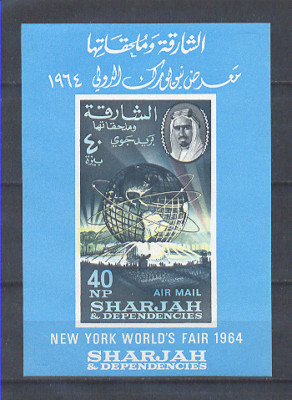 الشارقة وملحقاتها
معرض نيويورك الدولي ١٩٦٤
الشارقة
وملحقاتها
بريد جوي
٤٠
بيزة
40
NP
AIR MAIL
SHARJAH
& DEPENDENCIES
NEW YORK WORLD'S FAIR 1964
SHARJAH
& DEPENDENCIES